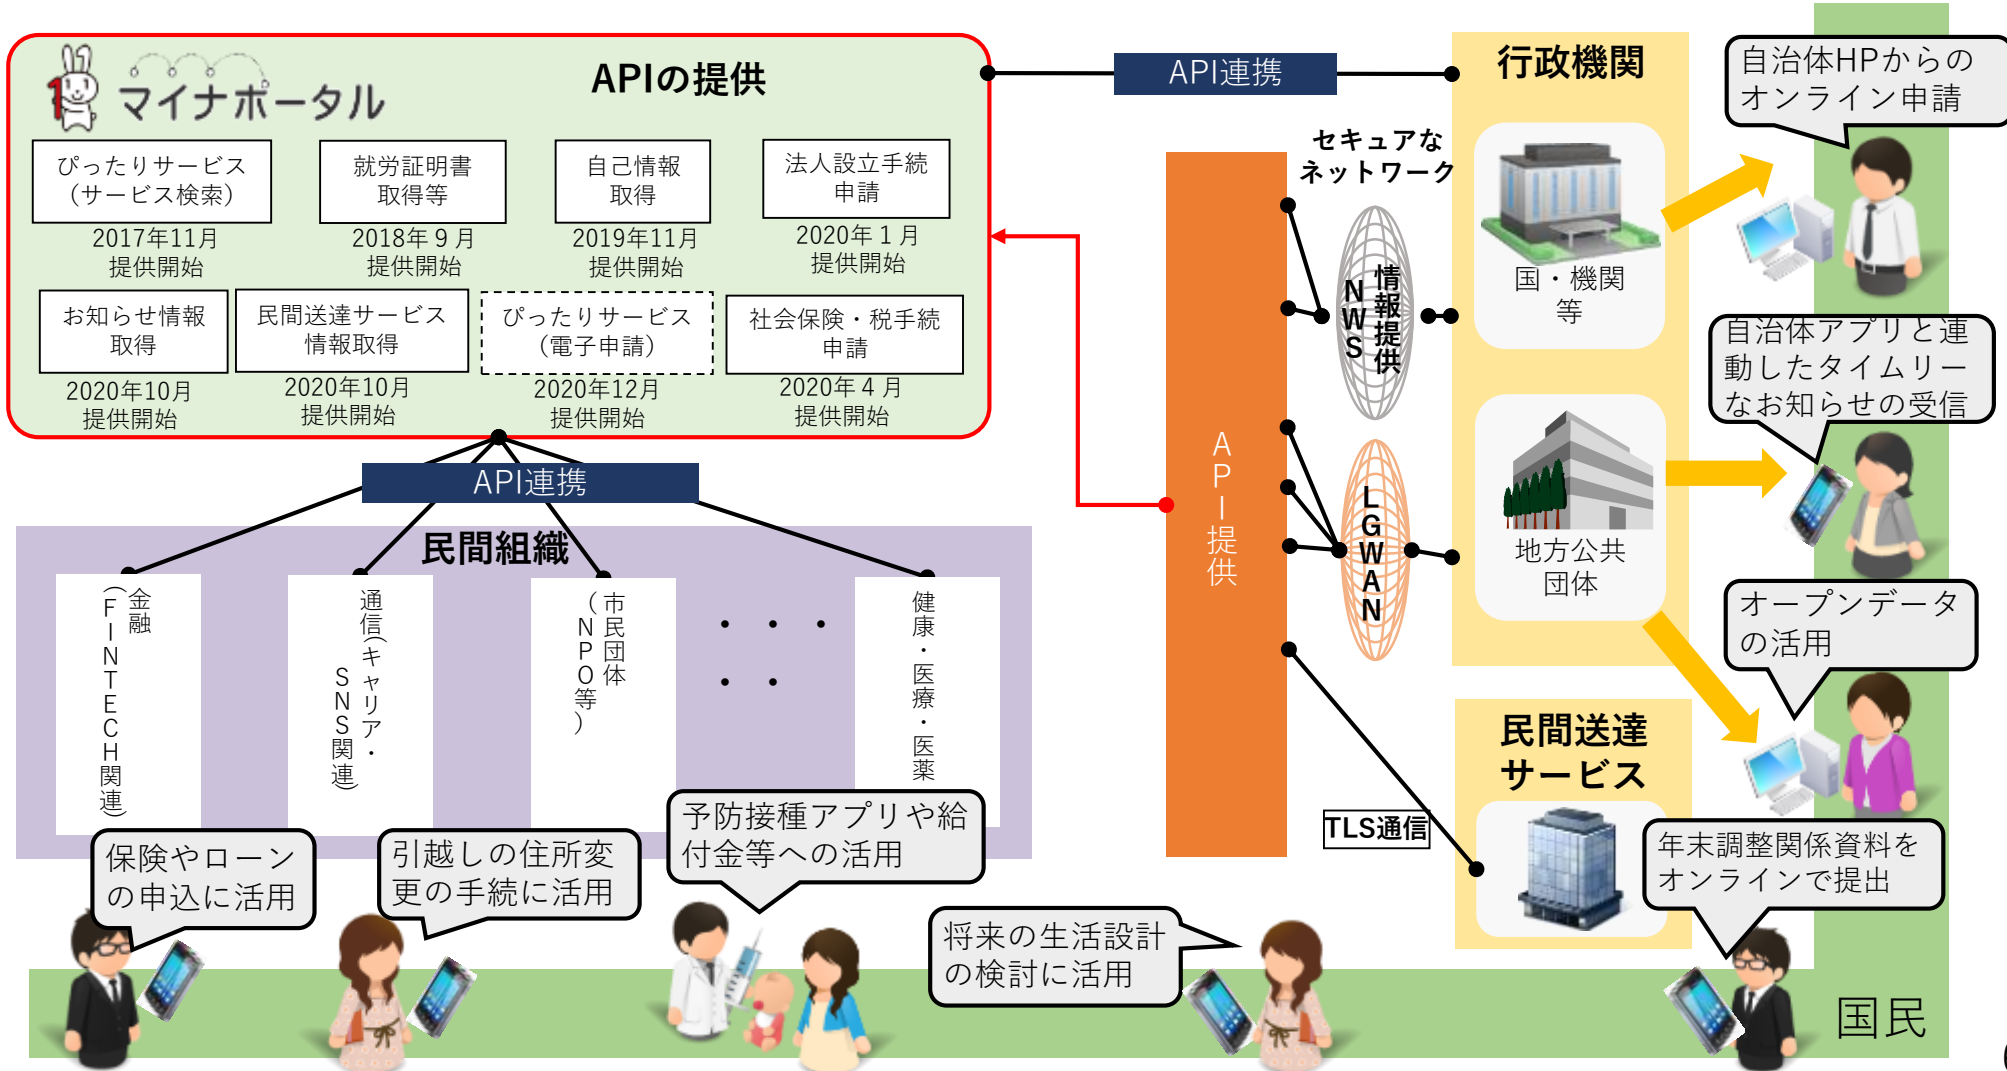 マイナポータル
APIの提供
ぴったりサービス
（サービス検索）
2017年11月
提供開始
就労証明書
取得等
2018年９月
提供開始
自己情報
取得
2019年11月
提供開始
法人設立手続
申請
2020年１月
提供開始
お知らせ情報
取得
2020年10月
提供開始
民間送達サービス
情報取得
2020年10月
提供開始
ぴったりサービス
（電子申請）
2020年12月
提供開始
社会保険・税手続
申請
2020年４月
提供開始
API連携
API連携
民間組織
金融
（ＦＩＮＴＥＣＨ関連）
通信（キャリア・
ＳＮＳ関連）
市民団体
（ＮＰＯ等）
・・・
・・
健康・医療・医薬
保険やローン
の申込に活用
引越しの住所変
更の手続に活用
予防接種アプリや給
付金等への活用
将来の生活設計
の検討に活用
ＡＰＩ提供
セキュアな
ネットワーク
情報提供
NWS
LGWAN
TLS通信
行政機関
国・機関
等
地方公共
団体
民間送達
サービス
自治体HPからの
オンライン申請
自治体アプリと連
動したタイムリー
なお知らせの受信
オープンデータ
の活用
年末調整関係資料を
オンラインで提出
国民